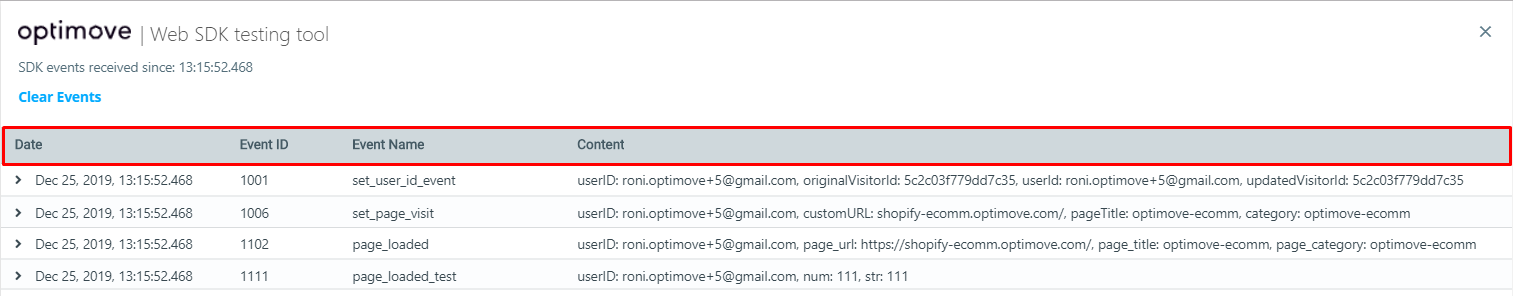 optimove | Web SDK testing tool
SDK events received since: 13:15:52.468
Clear Events
Date Event ID Event Name Content
Dec 25, 2019, 13:15:52.468 1001 set_user_id_event userID: roni.optimove+5@gmail.com, originalVisitorId: 5c2c03f779dd7c35, userId: roni.optimove+5@gmail.com, updatedVisitorId: 5c2c03f779dd7c35
Dec 25, 2019, 13:15:52.468 1006 set_page_visit userID: roni.optimove+5@gmail.com, customURL: shopify-ecomm.optimove.com/, pageTitle: optimove-ecomm, category: optimove-ecomm
Dec 25, 2019, 13:15:52.468 1102 page_loaded userID: roni.optimove+5@gmail.com, page_url: https://shopify-ecomm.optimove.com/, page_title: optimove-ecomm, page_category: optimove-ecomm
Dec 25, 2019, 13:15:52.468 1111 page_loaded_test userID: roni.optimove+5@gmail.com, num: 111, str: 111